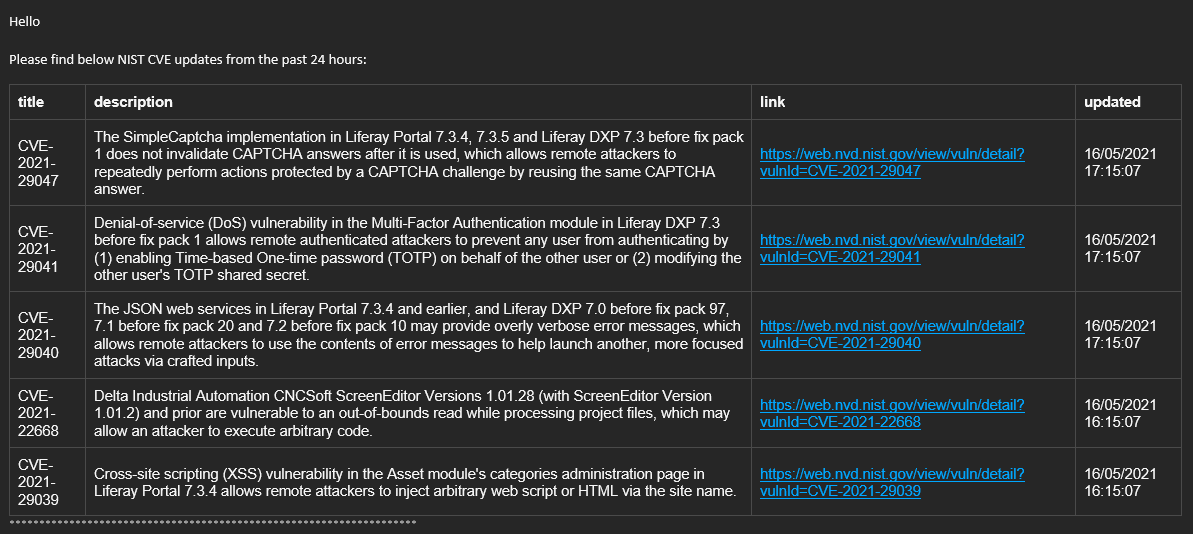 Hello
Please find below NIST CVE updates from the past 24 hours:
title description link updated
CVE-
2021-
29047
The SimpleCaptcha implementation in Liferay Portal 7.3.4, 7.3.5 and Liferay DXP 7.3 before fix pack
1 does not invalidate CAPTCHA answers after it is used, which allows remote attackers to
repeatedly perform actions protected by a CAPTCHA challenge by reusing the same CAPTCHA
answer.
https://web.nvd.nist.gov/view/vuln/detail?
vulnId=CVE-2021-29047
16/05/2021
17:15:07
CVE-
2021-
29041
Denial-of-service (DoS) vulnerability in the Multi-Factor Authentication module in Liferay DXP 7.3
before fix pack 1 allows remote authenticated attackers to prevent any user from authenticating by
(1) enabling Time-based One-time password (TOTP) on behalf of the other user or (2) modifying the
other user's TOTP shared secret.
https://web.nvd.nist.gov/view/vuln/detail?
vulnId=CVE-2021-29041
16/05/2021
17:15:07
CVE-
2021-
29040
The JSON web services in Liferay Portal 7.3.4 and earlier, and Liferay DXP 7.0 before fix pack 97,
7.1 before fix pack 20 and 7.2 before fix pack 10 may provide overly verbose error messages, which
allows remote attackers to use the contents of error messages to help launch another, more focused
attacks via crafted inputs.
https://web.nvd.nist.gov/view/vuln/detail?
vulnId=CVE-2021-29040
16/05/2021
17:15:07
CVE-
2021-
22668
Delta Industrial Automation CNCSoft ScreenEditor Versions 1.01.28 (with ScreenEditor Version
1.01.2) and prior are vulnerable to an out-of-bounds read while processing project files, which may
allow an attacker to execute arbitrary code.
https://web.nvd.nist.gov/view/vuln/detail?
vulnId=CVE-2021-22668
16/05/2021
16:15:07
CVE-
2021-
29039
Cross-site scripting (XSS) vulnerability in the Asset module's categories administration page in
Liferay Portal 7.3.4 allows remote attackers to inject arbitrary web script or HTML via the site name.
https://web.nvd.nist.gov/view/vuln/detail?
vulnId=CVE-2021-29039
16/05/2021
16:15:07